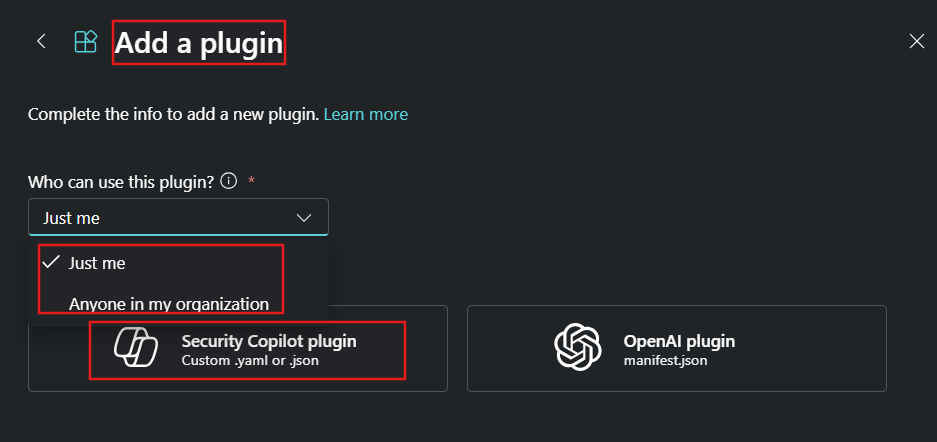 Add a plugin
Complete the info to add a new plugin. Learn more
Who can use this plugin? *
Just me
Just me
Anyone in my organization
Security Copilot plugin
Custom .yaml or .json
OpenAI plugin
manifest.json